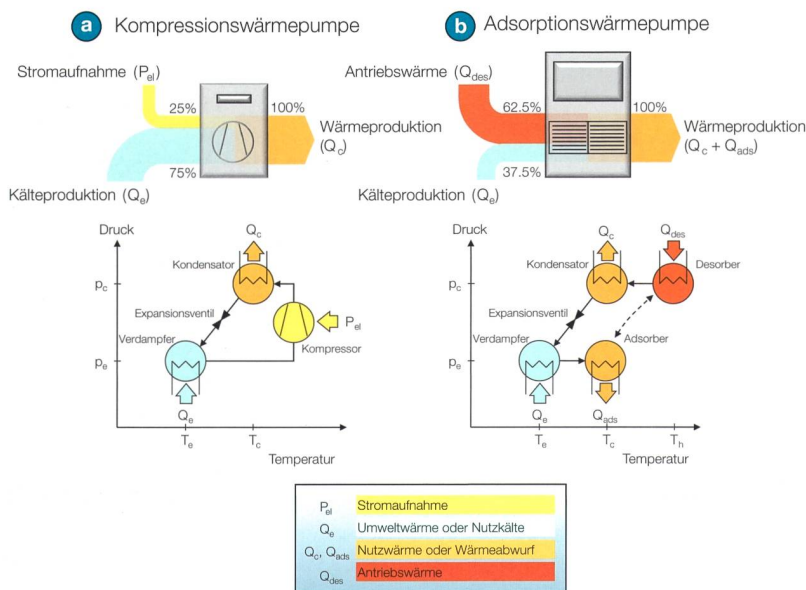 a Kompressionswärmepumpe
Stromaufnahme (Pel)
25%
100%
Wärmeproduktion
(Qc)
75%
Kälteproduktion (Qe)
b Adsorptionswärmepumpe
Antriebswärme (Qdes)
62.5%
100%
Wärmeproduktion
(Qc + Qads)
37.5%
Kälteproduktion (Qe)
Druck
Qc
Kondensator
pc
Expansionsventil
Verdampfer
Pel
Kompressor
pe
Qe
Te
Tc
Temperatur
Druck
Qc
Qdes
Kondensator
Desorber
pc
Expansionsventil
Verdampfer
Adsorber
pe
Qe
Qads
Te
Tc
Th
Temperatur
Pel Stromaufnahme
Qe Umweltwärme oder Nutzkälte
Qc, Qads Nutzwärme oder Wärmeabwurf
Qdes Antriebswärme